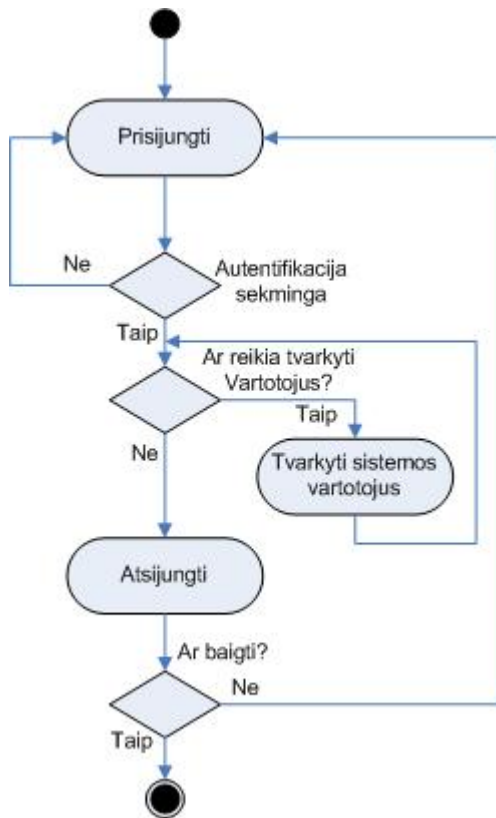 Prisijungti
Ne
Autentifikacija
sekminga
Taip
Ar reikia tvarkyti
Vartotojus?
Taip
Ne
Tvarkyti sistemos
vartotojus
Atsijungti
Ar baigti?
Ne
Taip